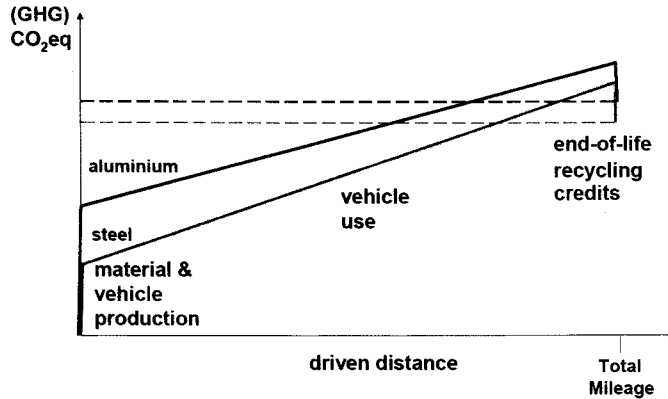 (GHG)
CO₂eq
aluminium
steel
material &
vehicle
production
vehicle
use
end-of-life
recycling
credits
driven distance
Total
Mileage